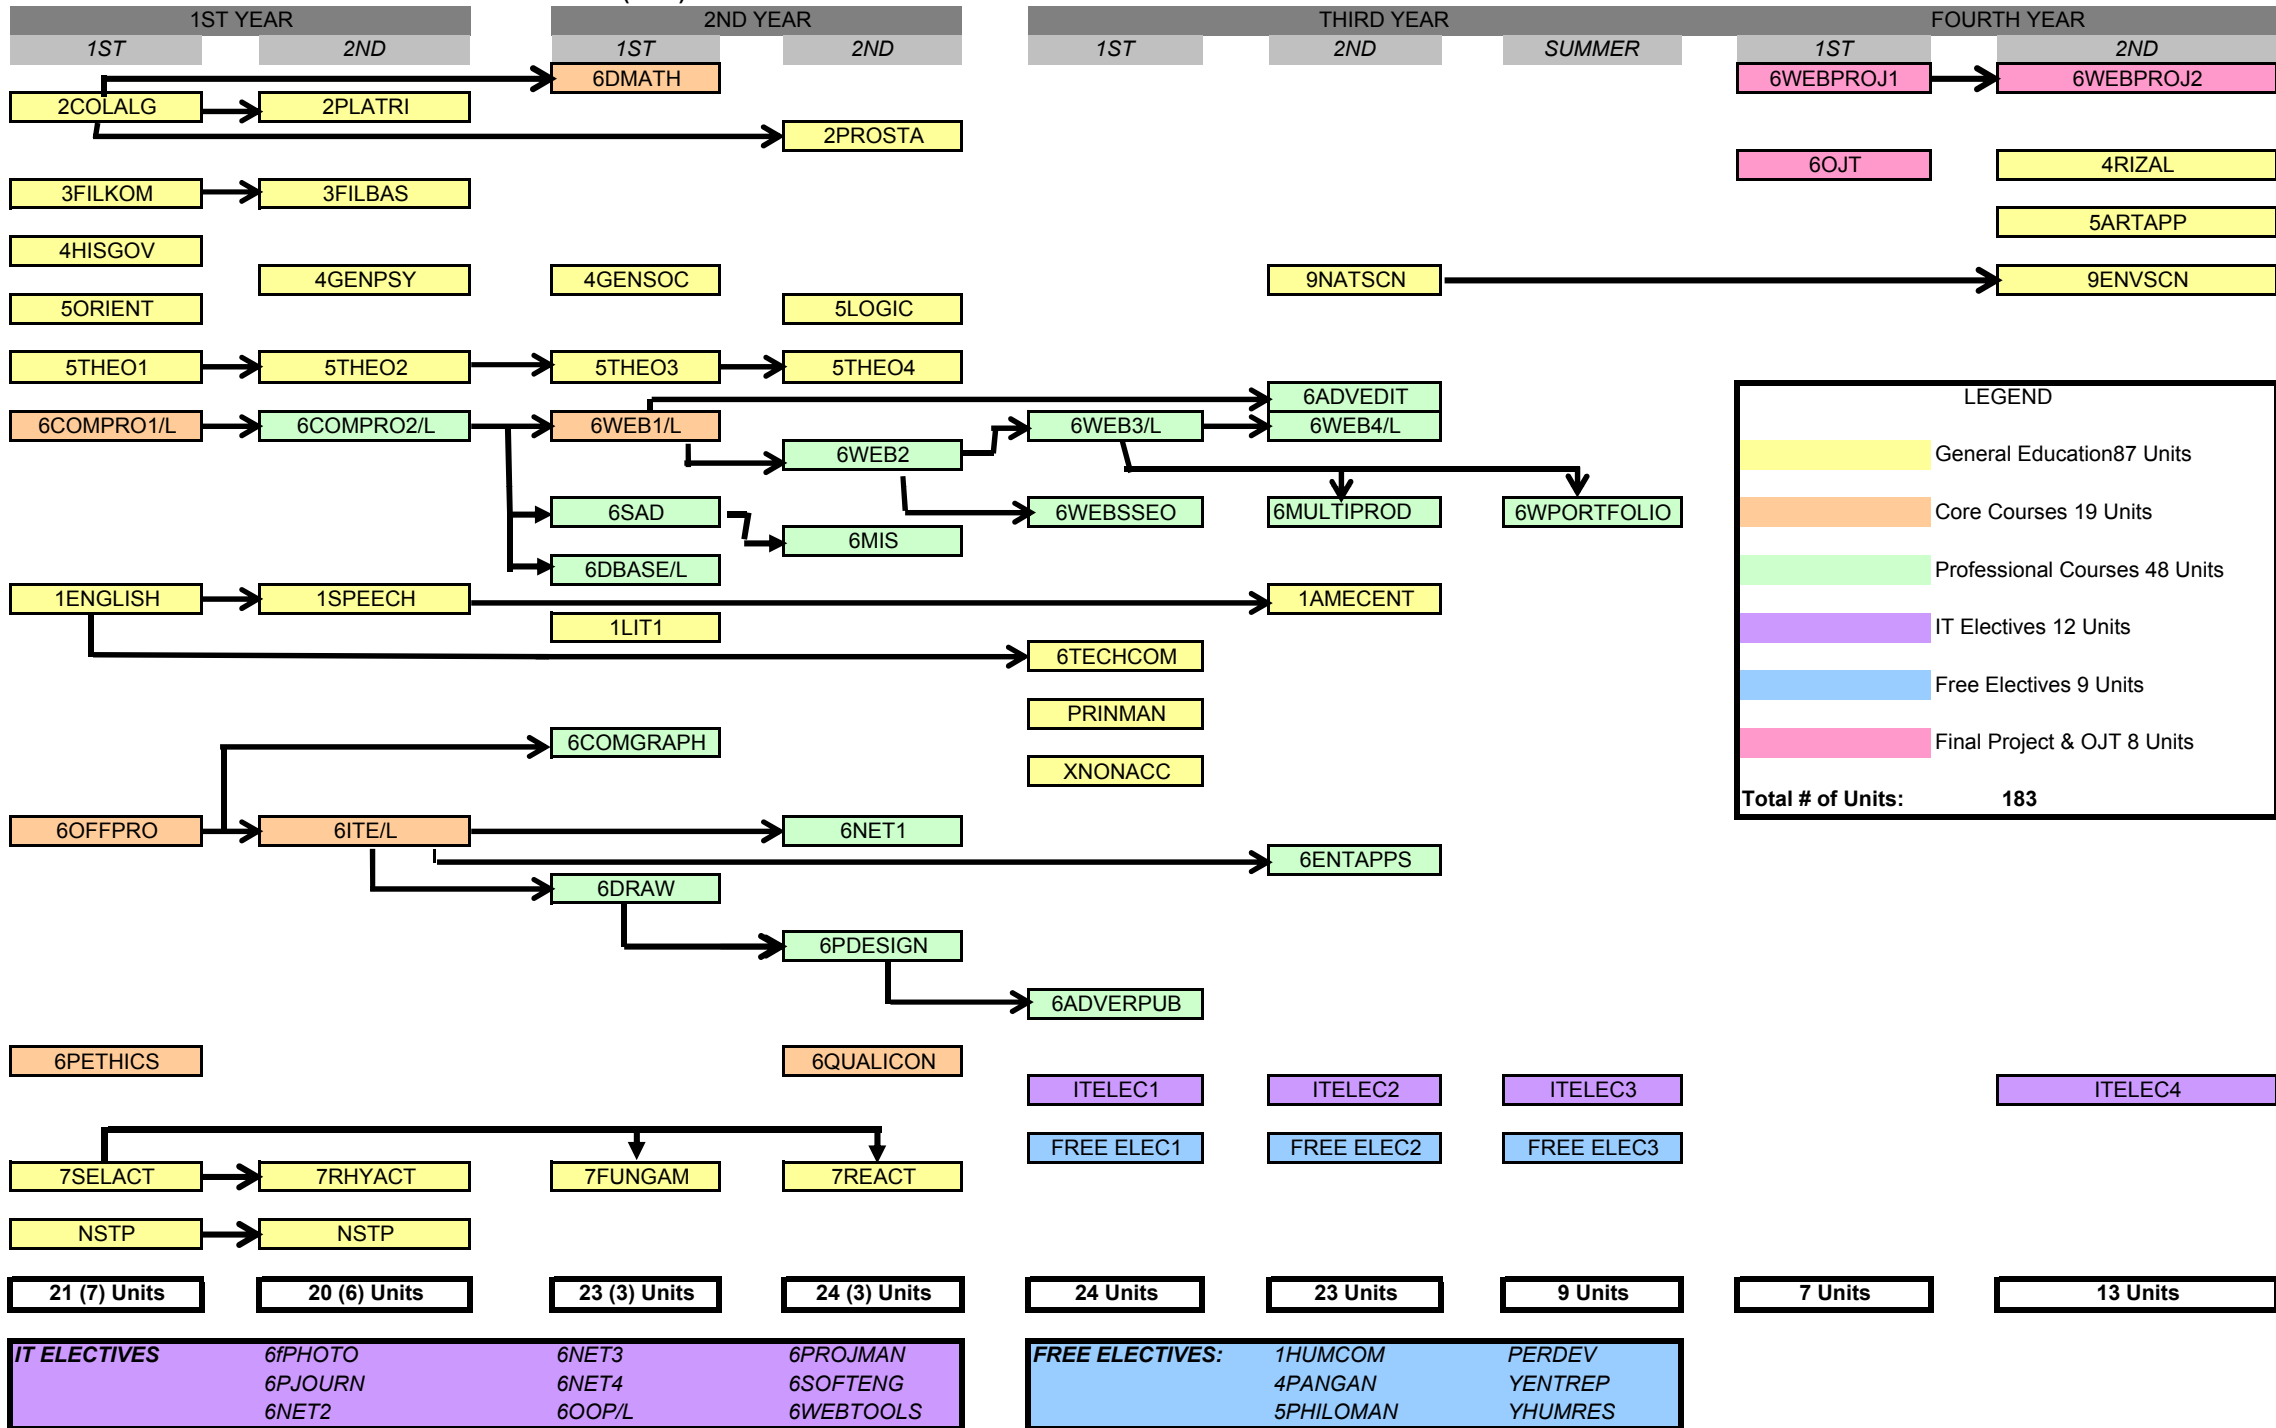 1ST YEAR 2ND YEAR THIRD YEAR FOURTH YEAR
1ST 2ND 1ST 2ND 1ST 2ND SUMMER 1ST 2ND
6DMATH 6WEBPROJ1 6WEBPROJ2
2COLALG 2PLATRI
2PROSTA
6OJT 4RIZAL
3FILKOM 3FILBAS
5ARTAPP
4HISGOV
4GENPSY 4GENSOC 9NATSCN 9ENVSCN
5ORIENT 5LOGIC
5THEO1 5THEO2 5THEO3 5THEO4
6ADVEDIT LEGEND
6COMPRO1/L 6COMPRO2/L 6WEB1/L 6WEB3/L 6WEB4/L
6WEB2 General Education87 Units
6SAD 6WEBSSEO 6MULTIPROD 6WPORTFOLIO Core Courses 19 Units
6MIS
6DBASE/L Professional Courses 48 Units
1ENGLISH 1SPEECH 1AMECENT
1LIT1 IT Electives 12 Units
6TECHCOM
Free Electives 9 Units
PRINMAN
6COMGRAPH Final Project & OJT 8 Units
XNONACC
Total # of Units: 183
6OFFPRO 6ITE/L 6NET1
6ENTAPPS
6DRAW
6PDESIGN
6ADVERPUB
6PETHICS 6QUALICON
ITELEC1 ITELEC2 ITELEC3 ITELEC4
FREE ELEC1 FREE ELEC2 FREE ELEC3
7SELACT 7RHYACT 7FUNGAM 7REACT
NSTP NSTP
21 (7) Units 20 (6) Units 23 (3) Units 24 (3) Units 24 Units 23 Units 9 Units 7 Units 13 Units
IT ELECTIVES 6fPHOTO 6NET3 6PROJMAN FREE ELECTIVES: 1HUMCOM PERDEV
6PJOURN 6NET4 6SOFTENG 4PANGAN YENTREP
6NET2 6OOP/L 6WEBTOOLS 5PHILOMAN YHUMRES